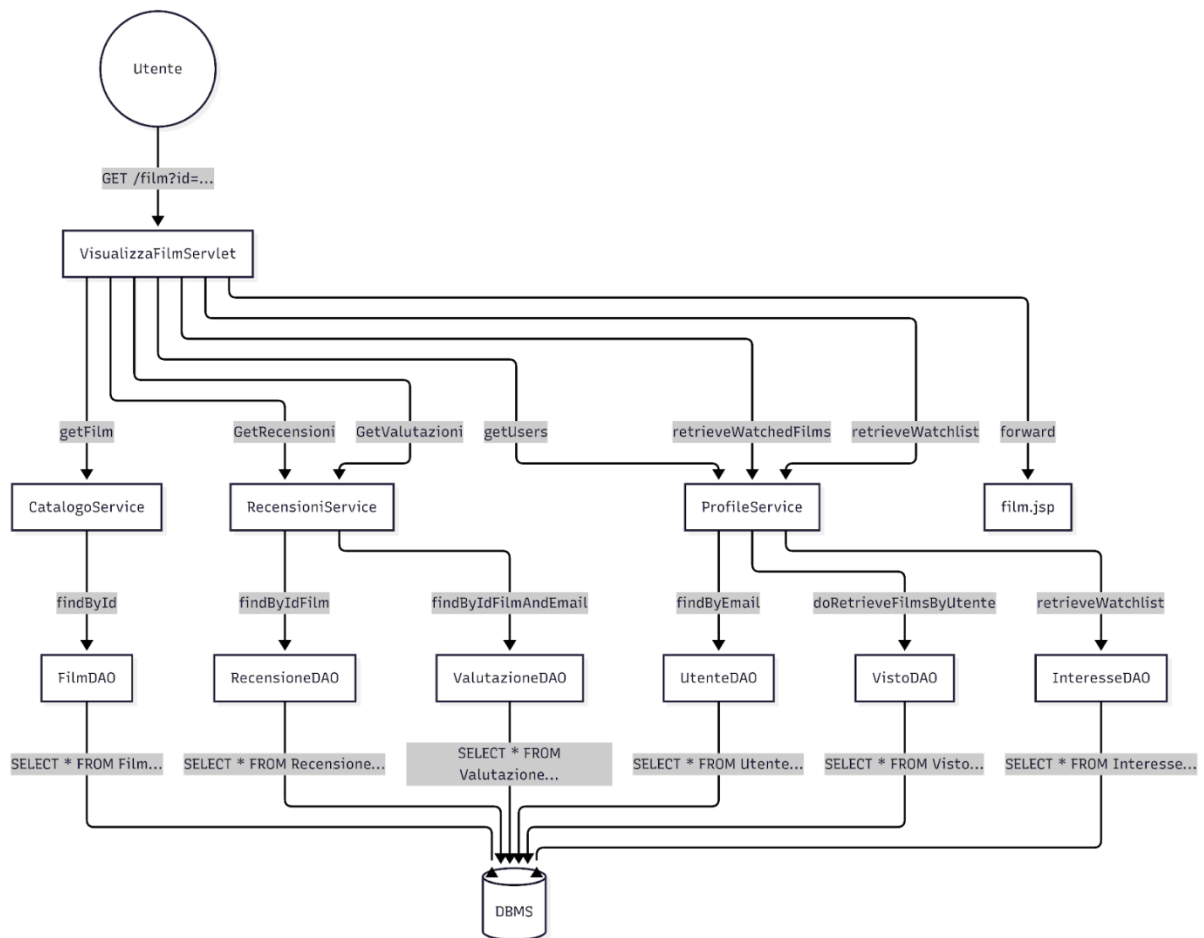 Utente
GET /film?id=...
VisualizzaFilmServlet
getFilm
GetRecensioni
GetValutazioni
getUsers
retrieveWatchedFilms
retrieveWatchlist
forward
CatalogoService
RecensioniService
ProfileService
film.jsp
findById
findByIdFilm
findByIdFilmAndEmail
findByEmail
doRetrieveFilmsByUtente
retrieveWatchlist
FilmDAO
RecensioneDAO
ValutazioneDAO
UtenteDAO
VistoDAO
InteresseDAO
SELECT * FROM Film...
SELECT * FROM Recensione...
SELECT * FROM
Valutazione...
SELECT * FROM Utente...
SELECT * FROM Visto...
SELECT * FROM Interesse...
DBMS